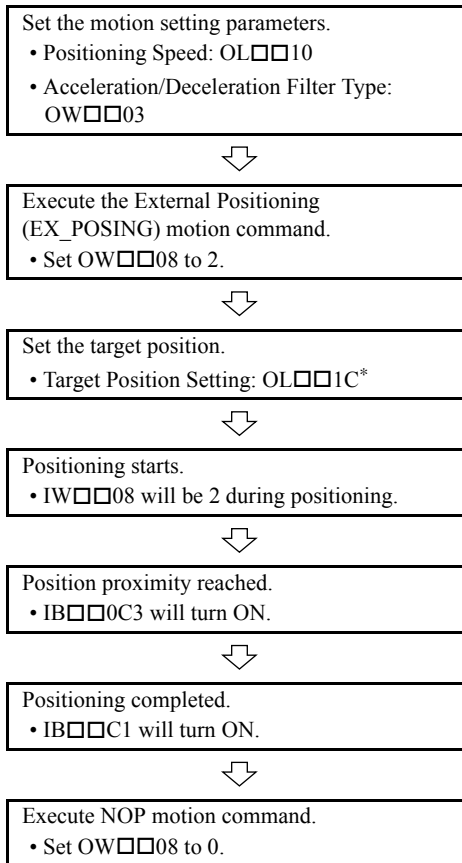 Set the motion setting parameters.
• Positioning Speed: OL□□10
• Acceleration/Deceleration Filter Type:
OW□□03
Execute the External Positioning
(EX_POSING) motion command.
• Set OW□□08 to 2.
Set the target position.
• Target Position Setting: OL□□1C*
Positioning starts.
• IW□□08 will be 2 during positioning.
Position proximity reached.
• IB□□0C3 will turn ON.
Positioning completed.
• IB□□C1 will turn ON.
Execute NOP motion command.
• Set OW□□08 to 0.